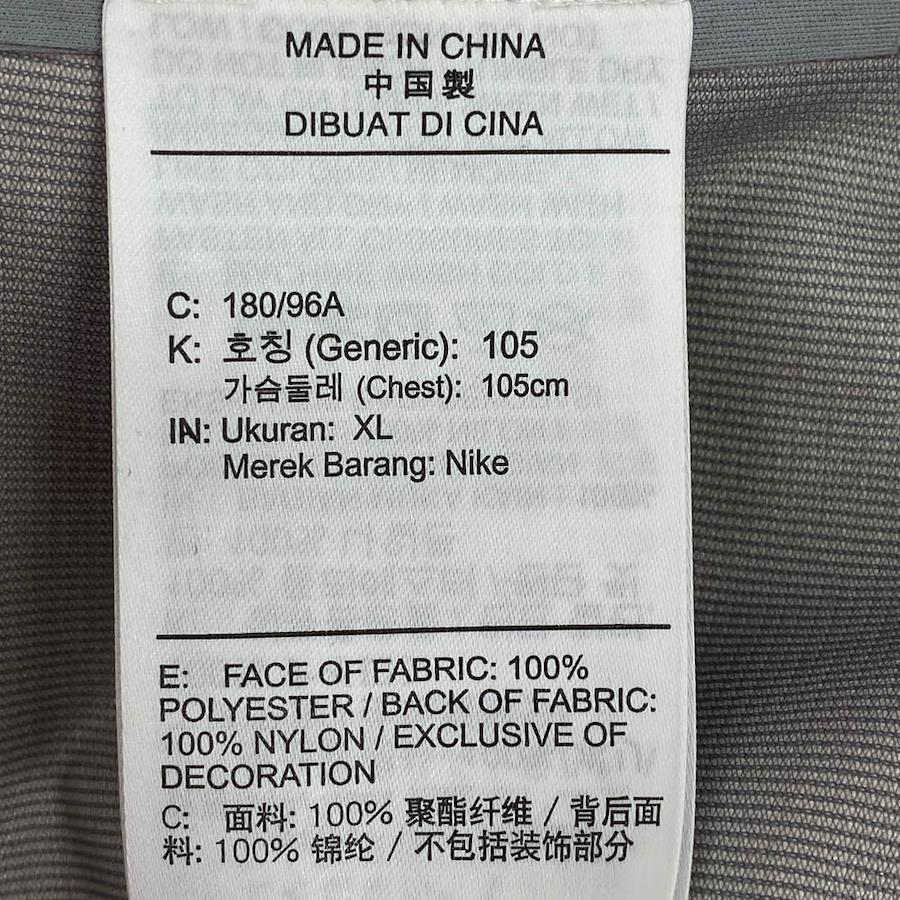 MADE IN CHINA
中国製
DIBUAT DI CINA
C: 180/96A
K: 호칭 (Generic): 105
가슴둘레 (Chest): 105cm
IN: Ukuran: XL
Merek Barang: Nike
E: FACE OF FABRIC: 100%
POLYESTER / BACK OF FABRIC:
100% NYLON / EXCLUSIVE OF
DECORATION
C: 面料: 100% 聚酯纤维 / 背后面
料: 100% 锦纶 / 不包括装饰部分